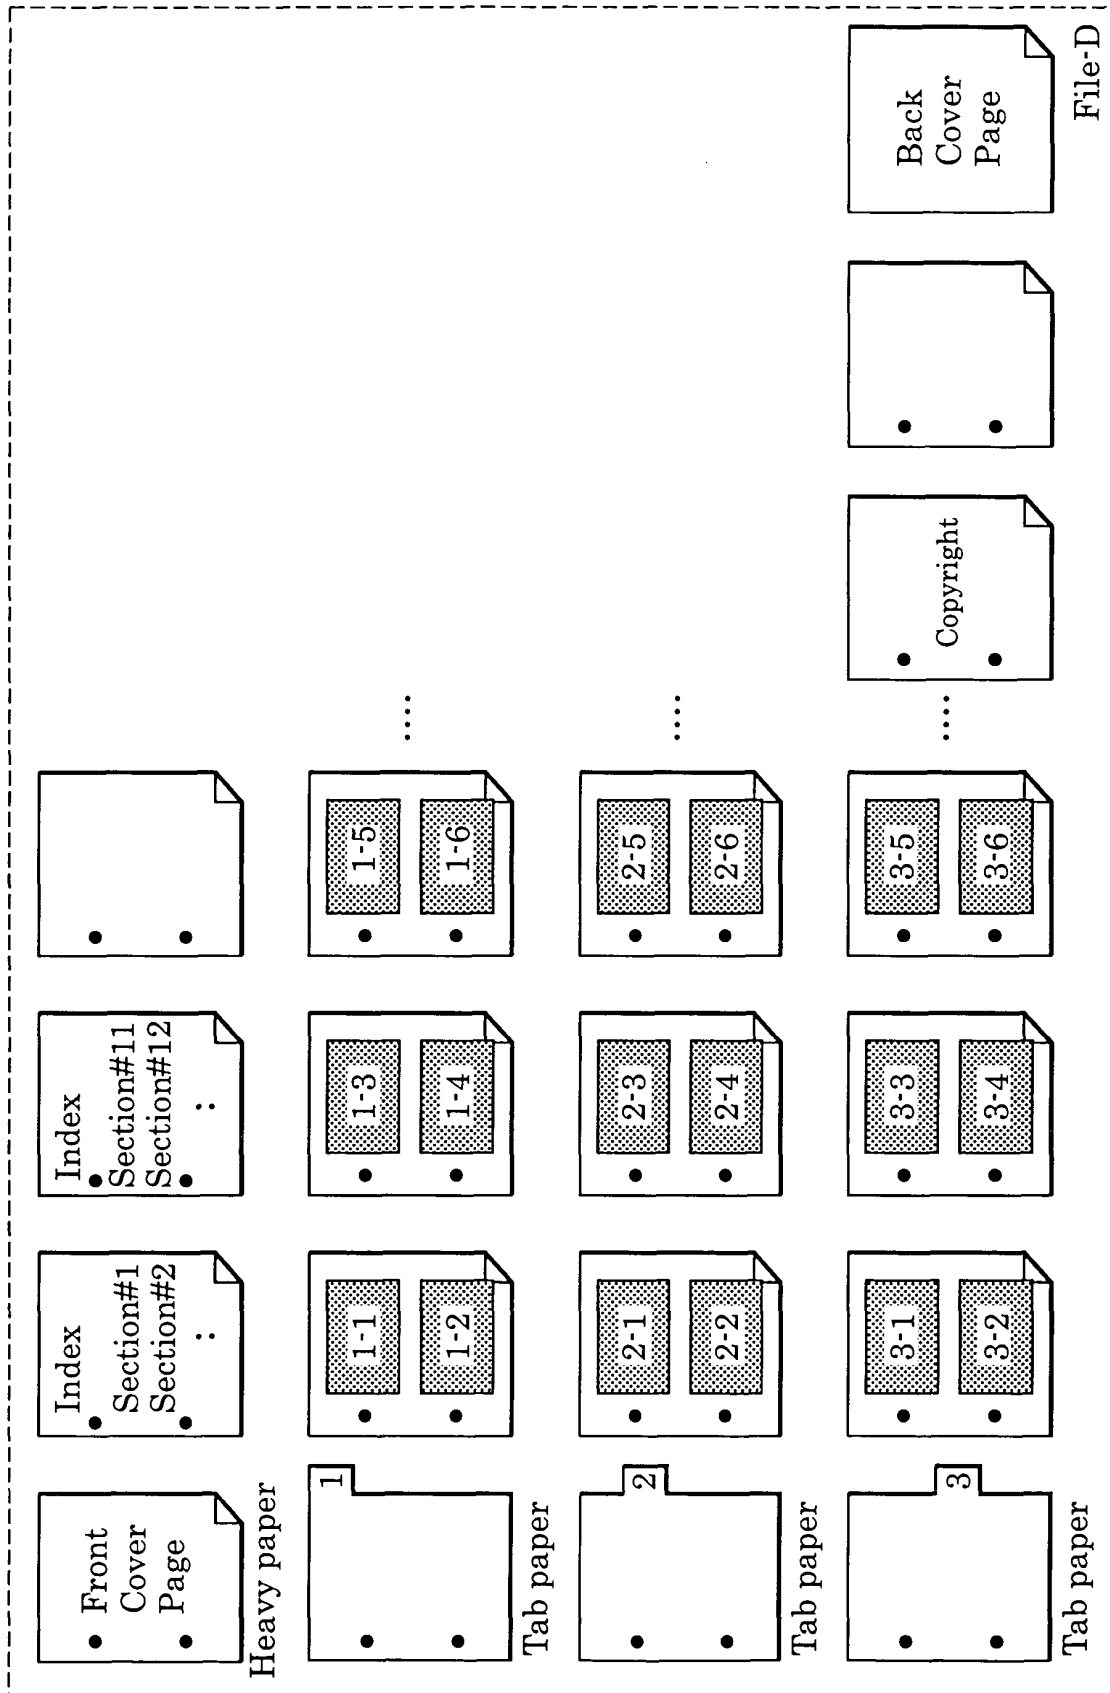 Front
Cover
Page
Heavy paper
Index
Section#1
Section#2
:
Index
Section#11
Section#12
:
1
Tab paper
1-1
1-2
1-3
1-4
1-5
1-6
....
2
Tab paper
2-1
2-2
2-3
2-4
2-5
2-6
....
3
Tab paper
3-1
3-2
3-3
3-4
3-5
3-6
....
Copyright
Back
Cover
Page
File-D